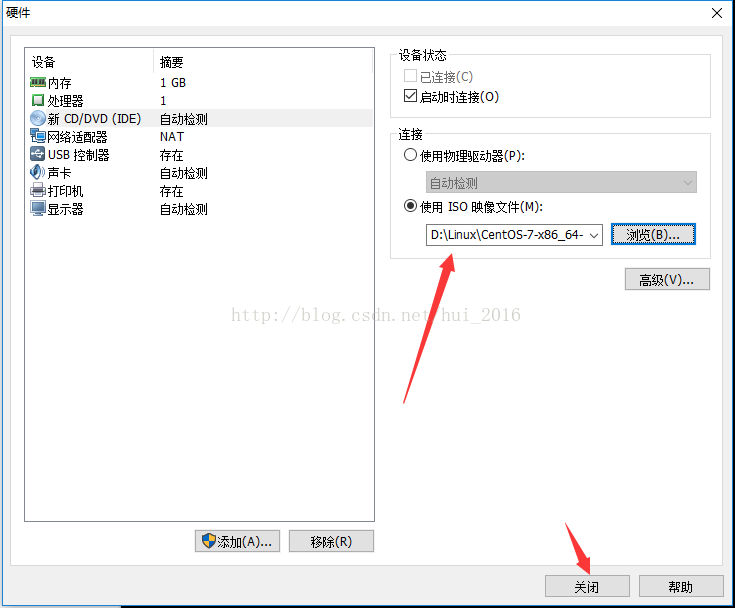 硬件
设备 摘要
内存 1 GB
处理器 1
新 CD/DVD (IDE) 自动检测
网络适配器 NAT
USB 控制器 存在
声卡 自动检测
打印机 存在
显示器 自动检测
添加(A)... 移除(R)
设备状态
已连接(C)
启动时连接(O)
连接
使用物理驱动器(P):
自动检测
使用 ISO 映像文件(M):
D:\Linux\CentOS-7-x86_64- 浏览(B)...
高级(V)...
http://blog.csdn.net/hui_2016
关闭 帮助